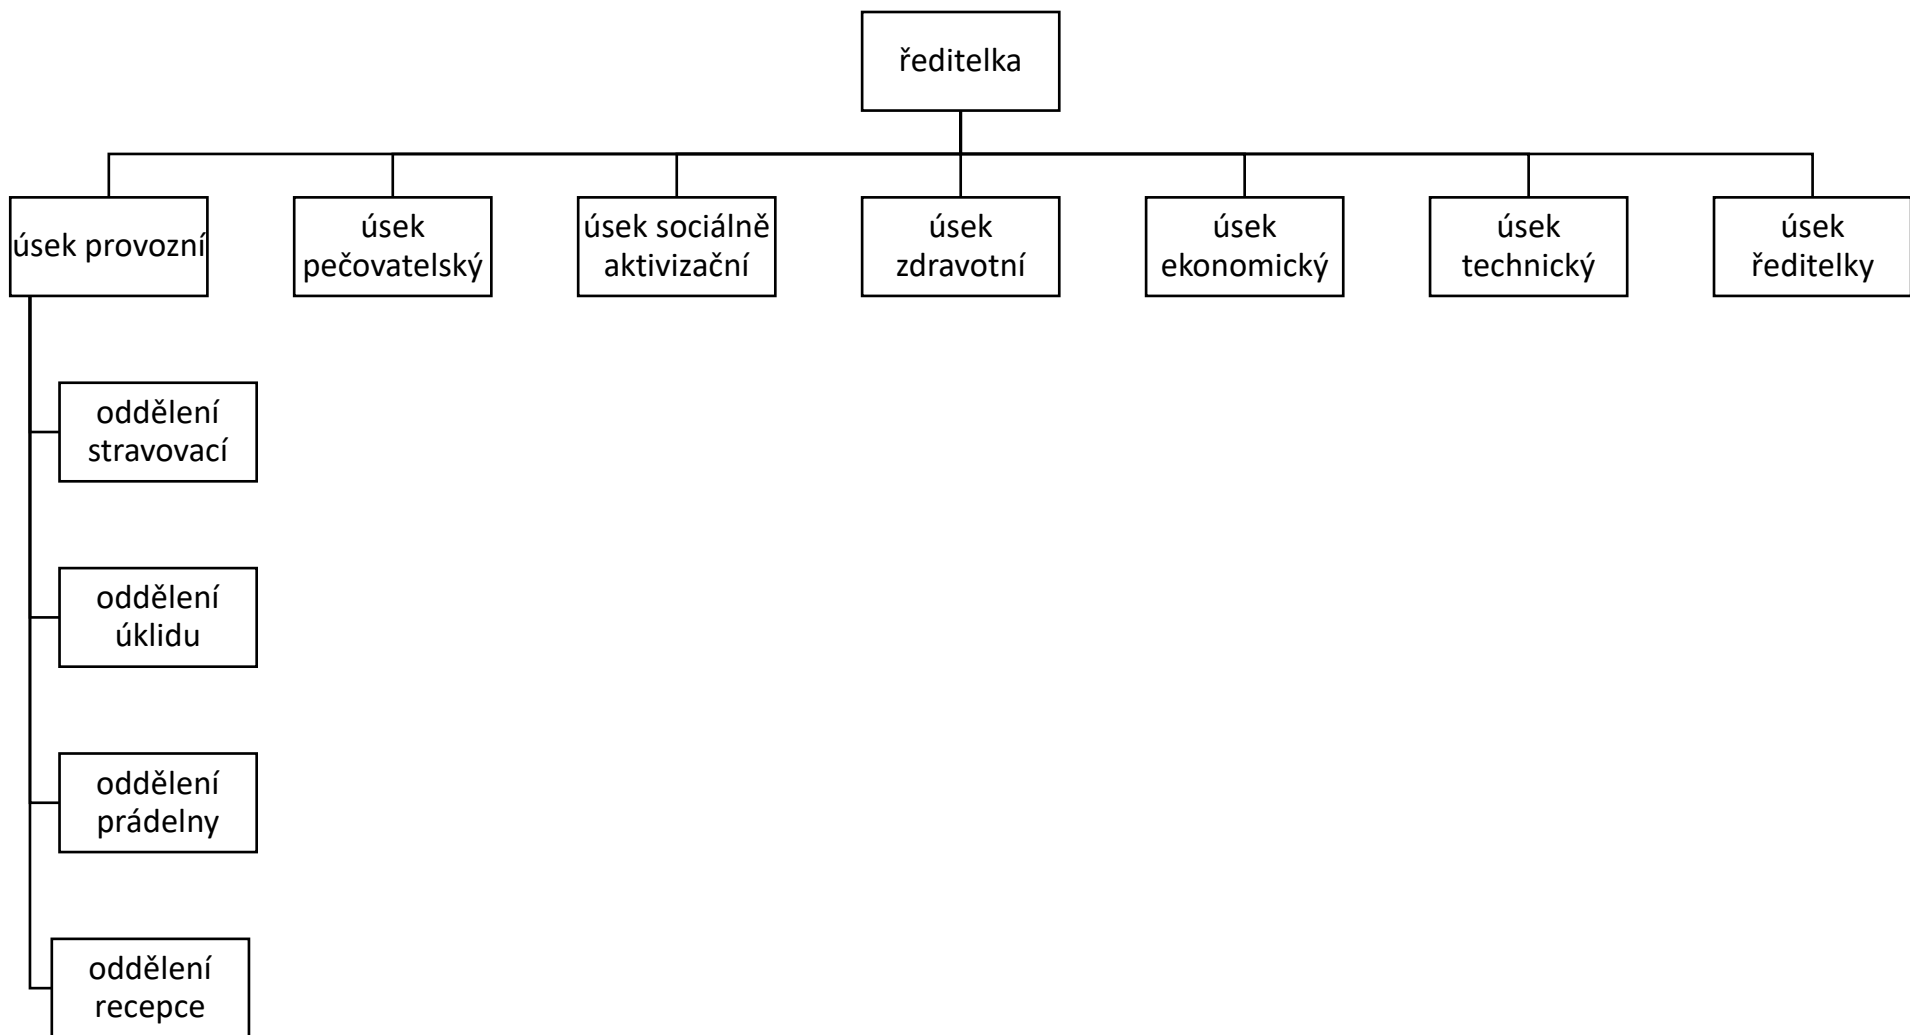 ředitelka
úsek provozní
úsek
pečovatelský
úsek sociálně
aktivizační
úsek
zdravotní
úsek
ekonomický
úsek
technický
úsek
ředitelky
oddělení
stravovací
oddělení
úklidu
oddělení
prádelny
oddělení
recepce